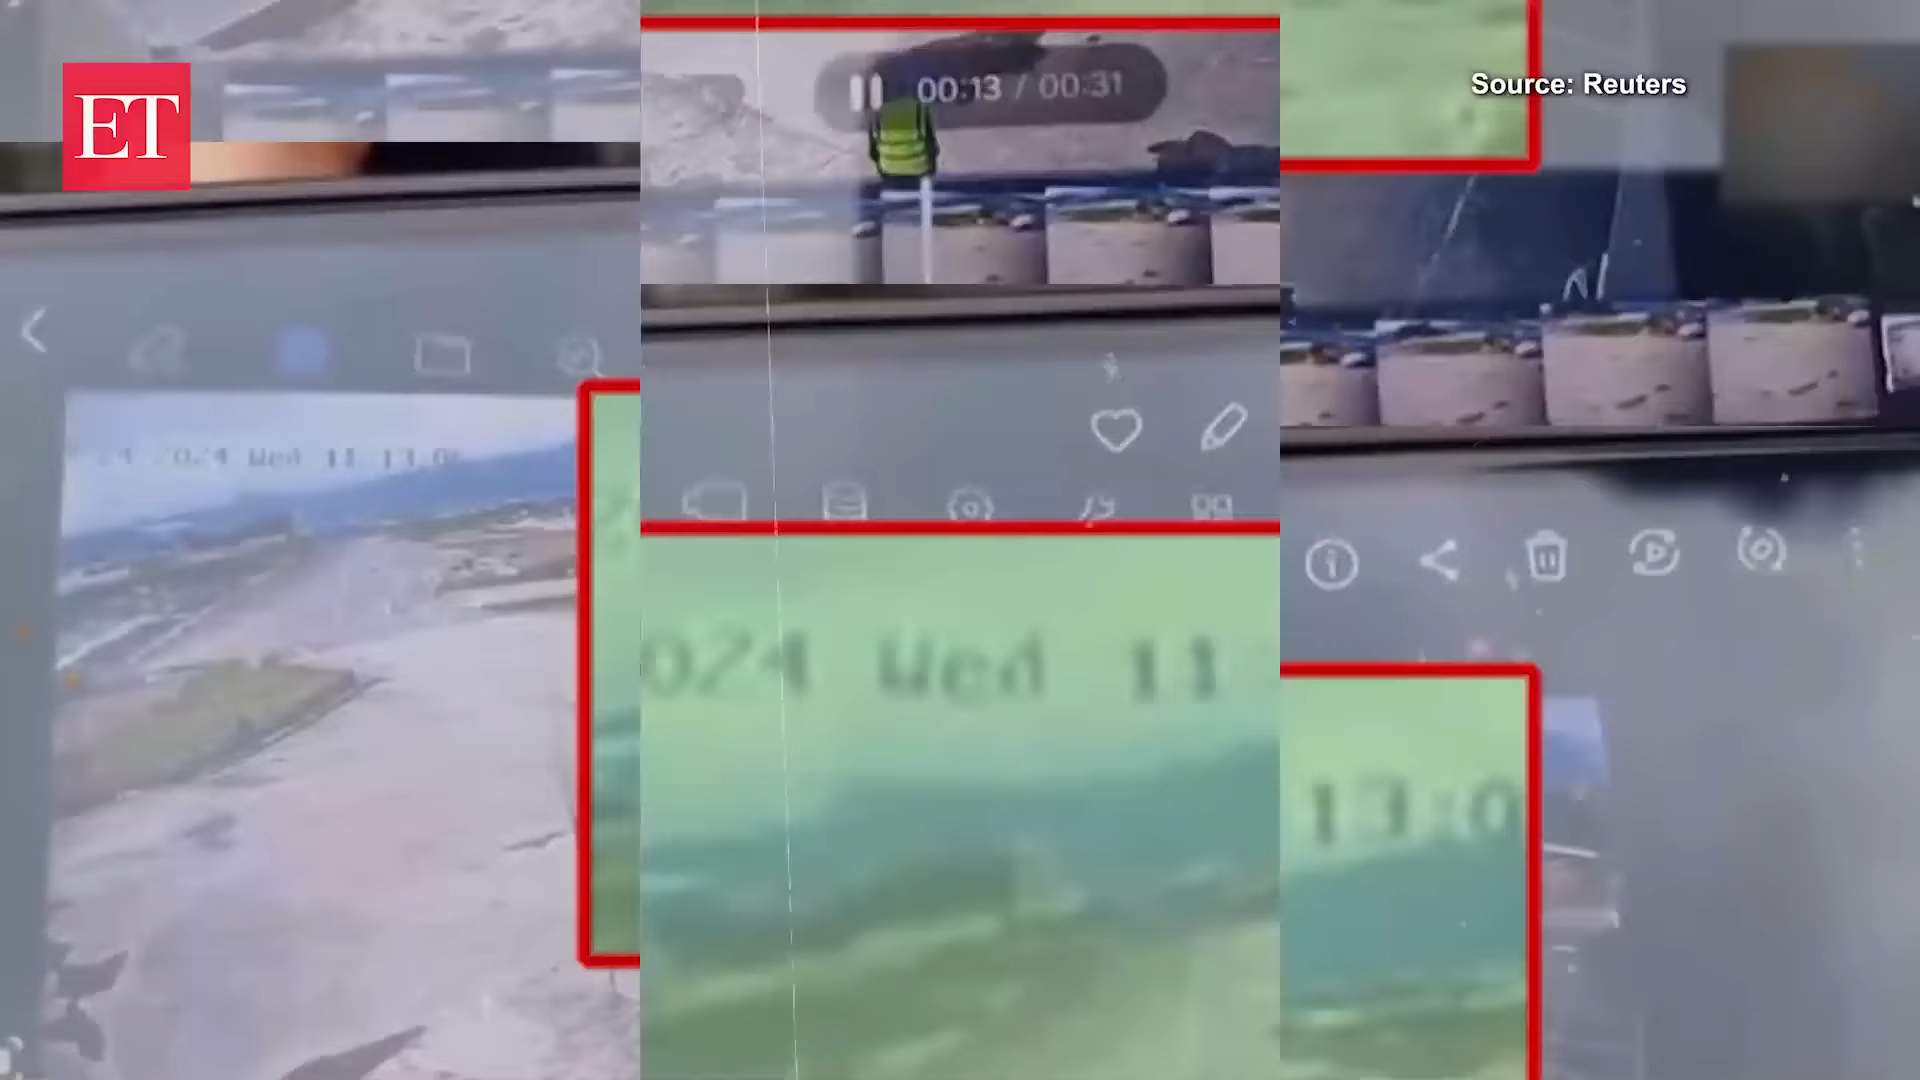 ET
Source: Reuters
00:13 / 00:31
2024 Wed 11:13:0
024 Wed 11
13:0